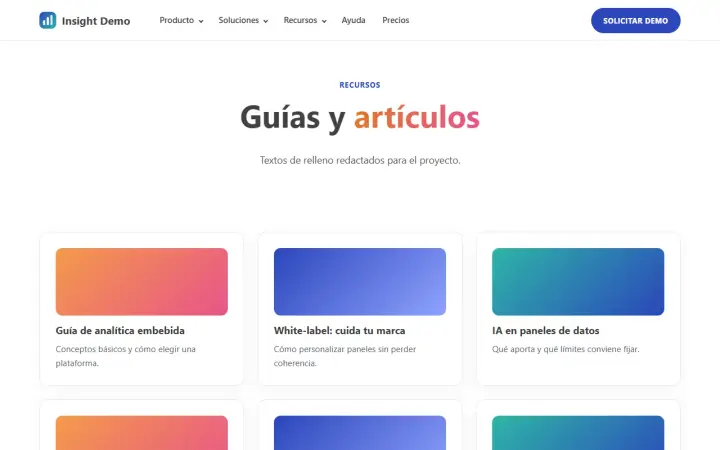 Insight Demo
Producto
Soluciones
Recursos
Ayuda
Precios
SOLICITAR DEMO
RECURSOS
Guías y artículos
Textos de relleno redactados para el proyecto.
Guía de analítica embebida
Conceptos básicos y cómo elegir una
plataforma.
White-label: cuida tu marca
Cómo personalizar paneles sin perder
coherencia.
IA en paneles de datos
Qué aporta y qué límites conviene fijar.